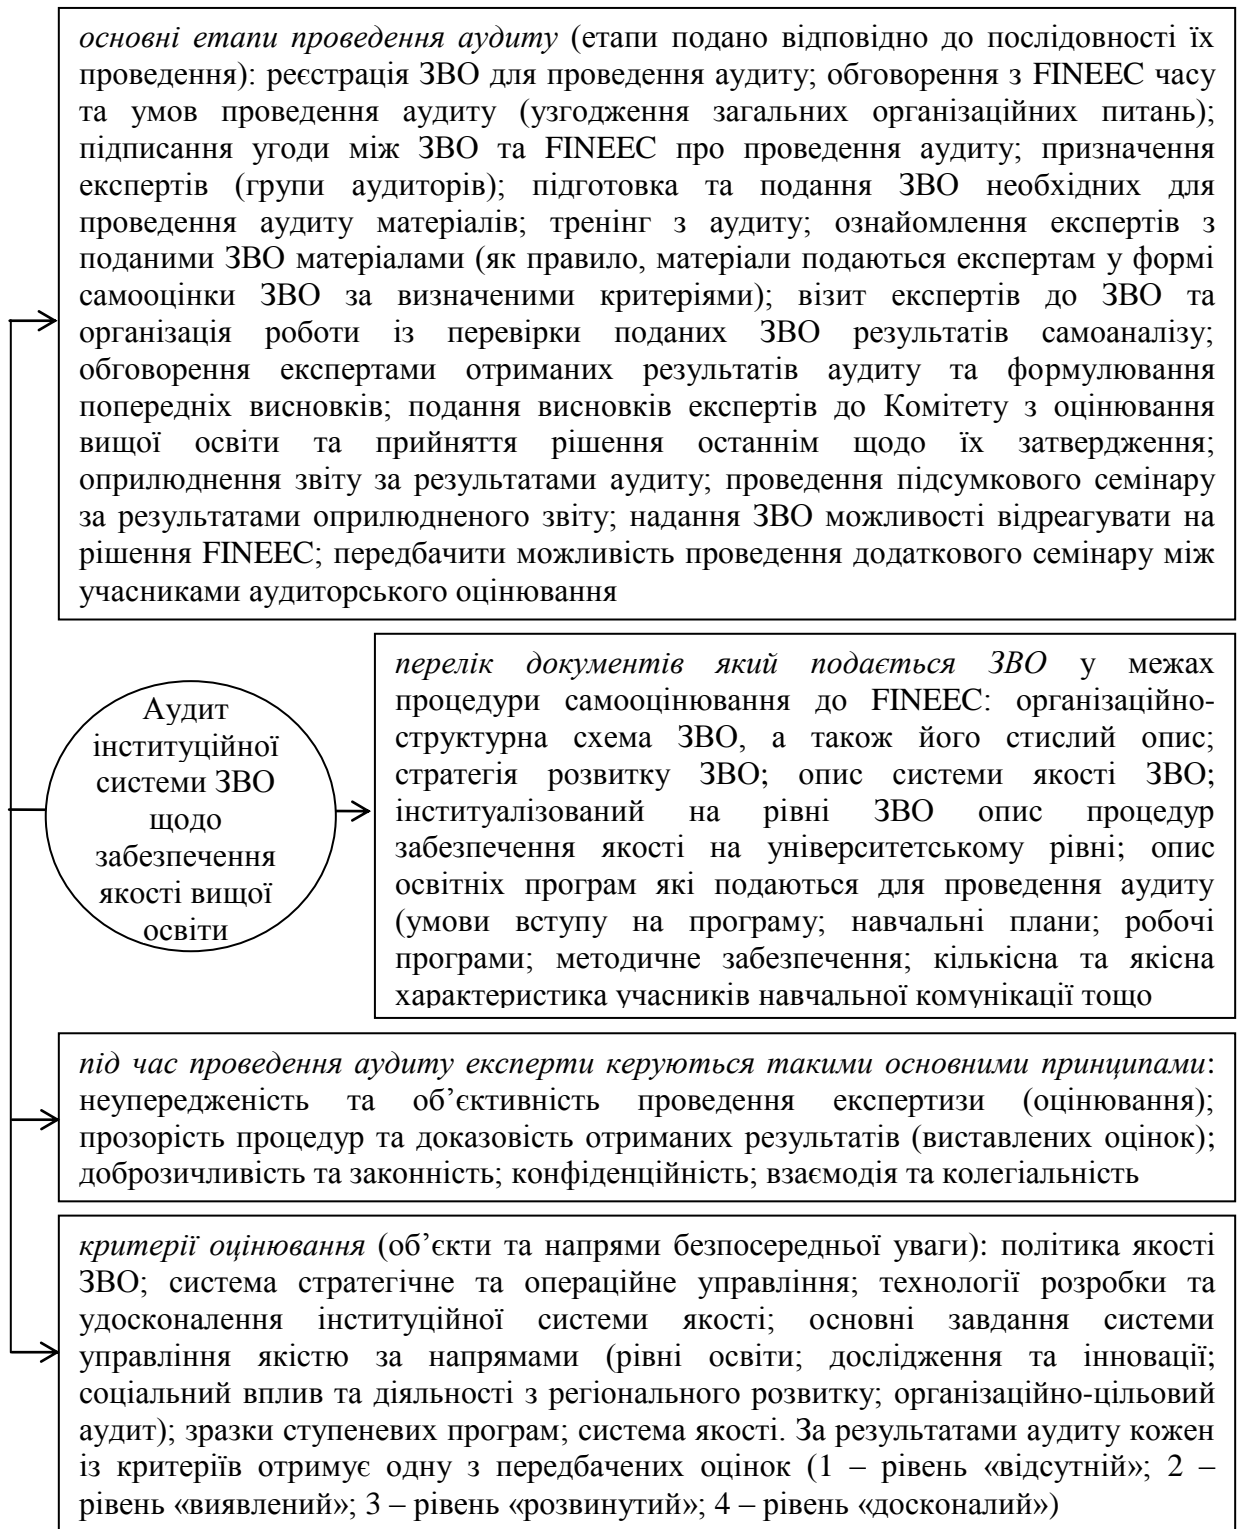 основні етапи проведення аудиту (етапи подано відповідно до послідовності їх
проведення): реєстрація ЗВО для проведення аудиту; обговорення з FINEEC часу
та умов проведення аудиту (узгодження загальних організаційних питань);
підписання угоди між ЗВО та FINEEC про проведення аудиту; призначення
експертів (групи аудиторів); підготовка та подання ЗВО необхідних для
проведення аудиту матеріалів; тренінг з аудиту; ознайомлення експертів з
поданими ЗВО матеріалами (як правило, матеріали подаються експертам у формі
самооцінки ЗВО за визначеними критеріями); візит експертів до ЗВО та
організація роботи із перевірки поданих ЗВО результатів самоаналізу;
обговорення експертами отриманих результатів аудиту та формулювання
попередніх висновків; подання висновків експертів до Комітету з оцінювання
вищої освіти та прийняття рішення останнім щодо їх затвердження;
оприлюднення звіту за результатами аудиту; проведення підсумкового семінару
за результатами оприлюдненого звіту; надання ЗВО можливості відреагувати на
рішення FINEEC; передбачити можливість проведення додаткового семінару між
учасниками аудиторського оцінювання
Аудит
інституційної
системи ЗВО
щодо
забезпечення
якості вищої
освіти
перелік документів який подається ЗВО у межах
процедури самооцінювання до FINEEC: організаційно-
структурна схема ЗВО, а також його стислий опис;
стратегія розвитку ЗВО; опис системи якості ЗВО;
інституалізований на рівні ЗВО опис процедур
забезпечення якості на університетському рівні; опис
освітніх програм які подаються для проведення аудиту
(умови вступу на програму; навчальні плани; робочі
програми; методичне забезпечення; кількісна та якісна
характеристика учасників навчальної комунікації тощо
під час проведення аудиту експерти керуються такими основними принципами:
неупередженість та об’єктивність проведення експертизи (оцінювання);
прозорість процедур та доказовість отриманих результатів (виставлених оцінок);
доброзичливість та законність; конфіденційність; взаємодія та колегіальність
критерії оцінювання (об’єкти та напрями безпосередньої уваги): політика якості
ЗВО; система стратегічне та операційне управління; технології розробки та
удосконалення інституційної системи якості; основні завдання системи
управління якістю за напрямами (рівні освіти; дослідження та інновації;
соціальний вплив та діяльності з регіонального розвитку; організаційно-цільовий
аудит); зразки ступеневих програм; система якості. За результатами аудиту кожен
із критеріїв отримує одну з передбачених оцінок (1 – рівень «відсутній»; 2 –
рівень «виявлений»; 3 – рівень «розвинутий»; 4 – рівень «досконалий»)